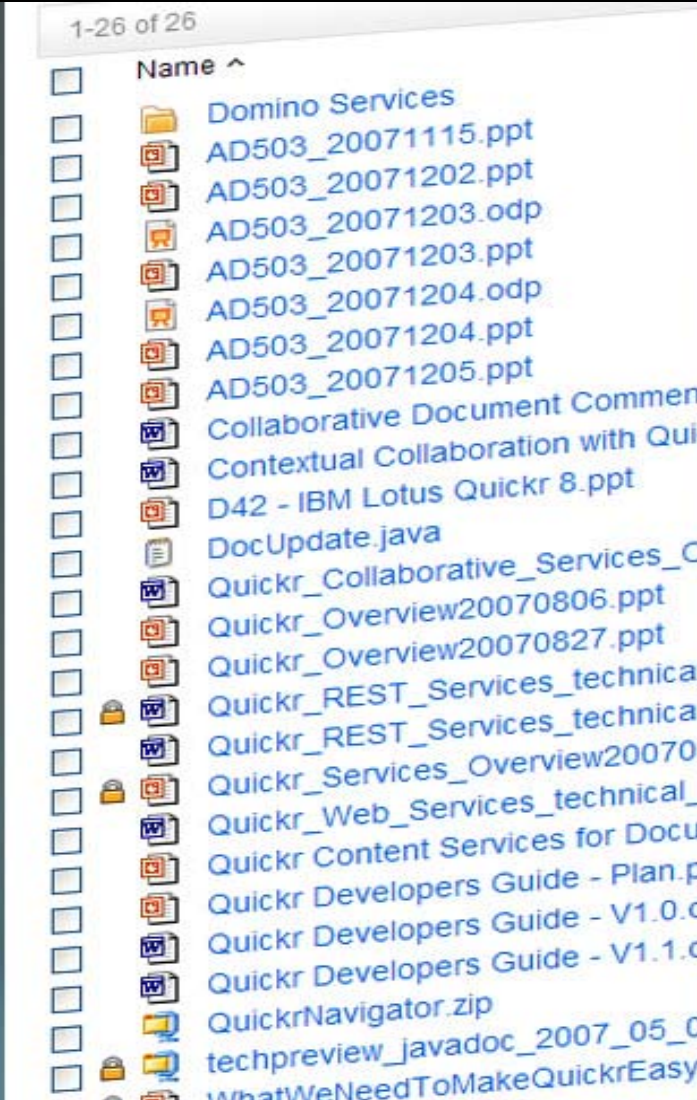 1-26 of 26
Name
Domino Services
AD503_20071115.ppt
AD503_20071202.ppt
AD503_20071203.odp
AD503_20071203.ppt
AD503_20071204.odp
AD503_20071204.ppt
AD503_20071205.ppt
Collaborative Document Commen
Contextual Collaboration with Qui
D42 - IBM Lotus Quickr 8.ppt
DocUpdate.java
Quickr_Collaborative_Services_O
Quickr_Overview20070806.ppt
Quickr_Overview20070827.ppt
Quickr_REST_Services_technica
Quickr_REST_Services_technica
Quickr_Services_Overview20070
Quickr_Web_Services_technical_
Quickr Content Services for Docu
Quickr Developers Guide - Plan.p
Quickr Developers Guide - V1.0.d
Quickr Developers Guide - V1.1.d
QuickrNavigator.zip
techpreview_javadoc_2007_05_0
WhatWeNeedToMakeQuickrEasy